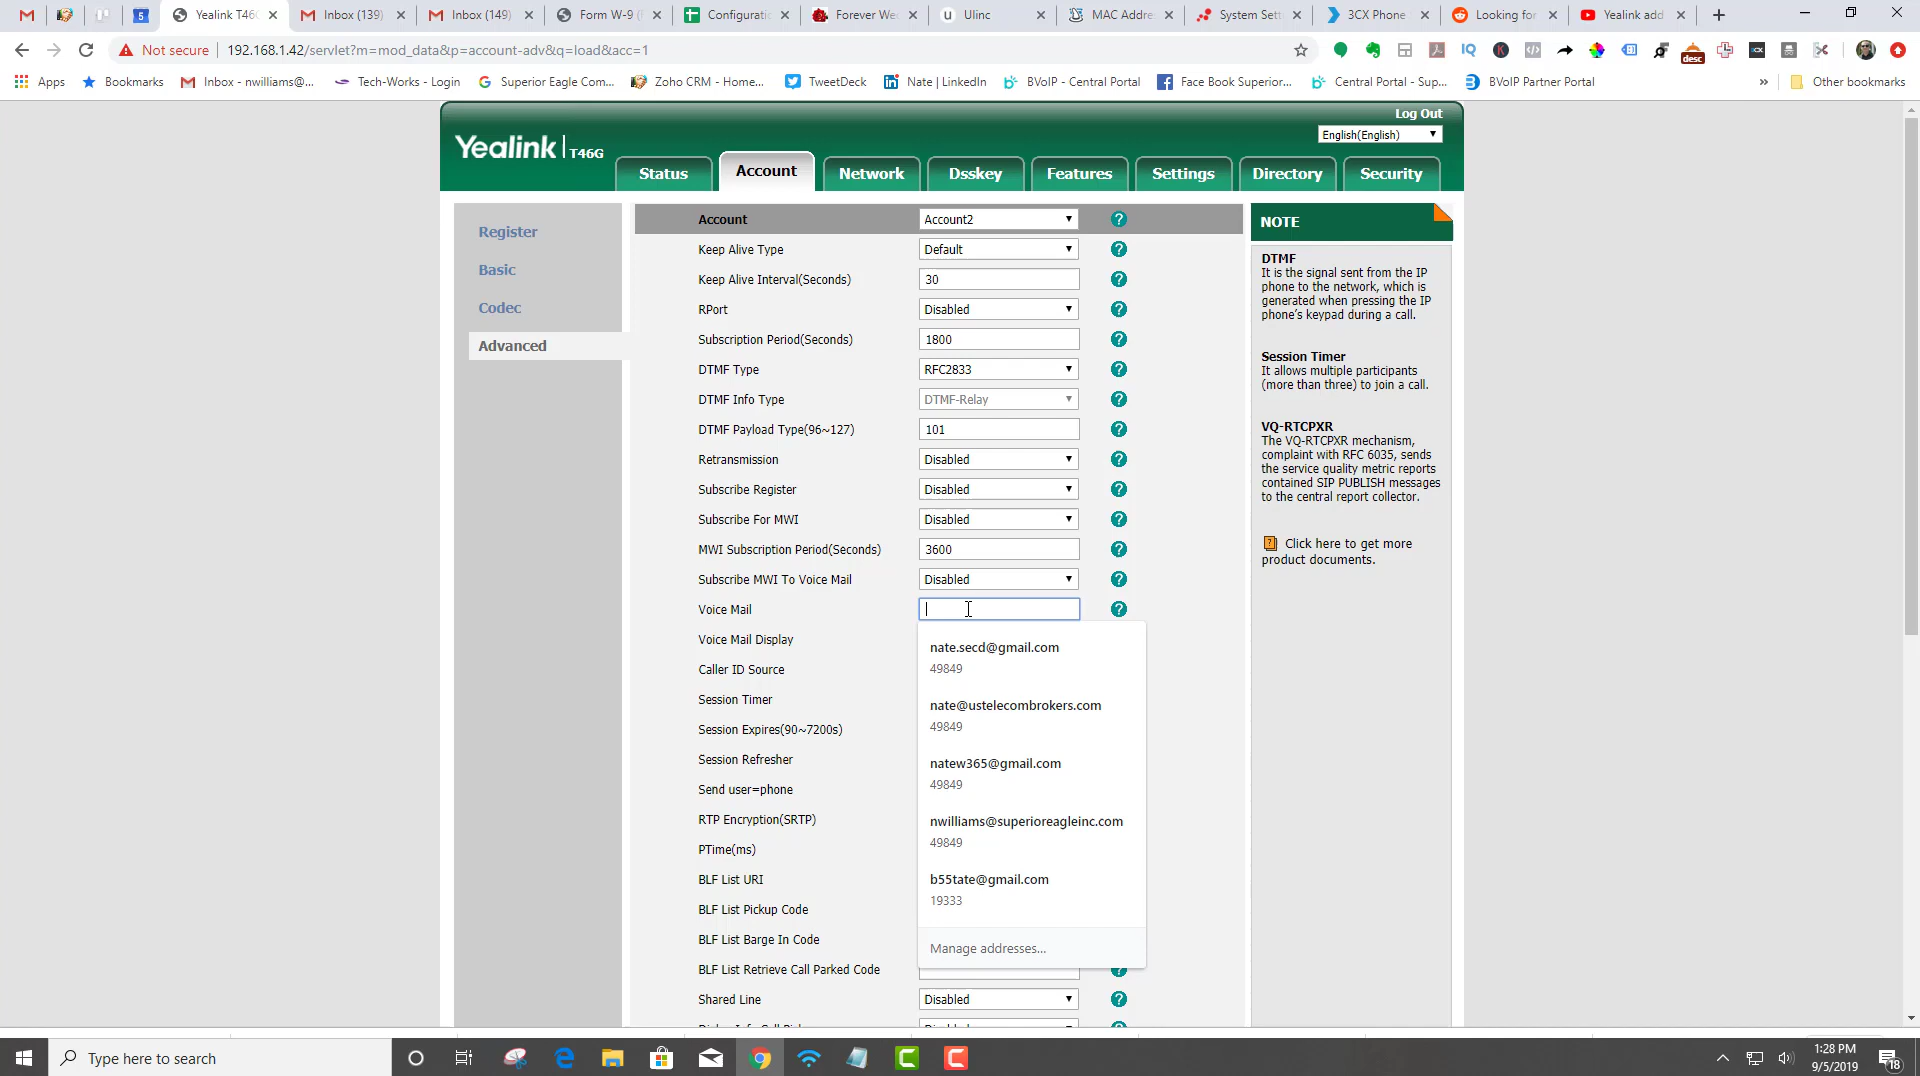 Yealink T46G
Inbox (139)
Inbox (149)
Form W-9 (F
Configuratio
Forever Wed
Ulinc
MAC Addre
System Sett
3CX Phone
Looking for
Yealink add
Not secure
192.168.1.42/servlet?m=mod_data&p=account-adv&q=load&acc=1
desc
Apps
Bookmarks
Inbox - nwilliams@...
Tech-Works - Login
Superior Eagle Com...
Zoho CRM - Home...
TweetDeck
Nate | LinkedIn
BVoIP - Central Portal
Face Book Superior...
Central Portal - Sup...
BVoIP Partner Portal
»
Other bookmarks
Log Out
English(English)
Yealink | T46G
Status
Account
Network
Dsskey
Features
Settings
Directory
Security
Register
Basic
Codec
Advanced
Account Account2
Keep Alive Type Default
Keep Alive Interval(Seconds) 30
RPort Disabled
Subscription Period(Seconds) 1800
DTMF Type RFC2833
DTMF Info Type DTMF-Relay
DTMF Payload Type(96~127) 101
Retransmission Disabled
Subscribe Register Disabled
Subscribe For MWI Disabled
MWI Subscription Period(Seconds) 3600
Subscribe MWI To Voice Mail Disabled
Voice Mail
Voice Mail Display
Caller ID Source
Session Timer
Session Expires(90~7200s)
Session Refresher
Send user=phone
RTP Encryption(SRTP)
PTime(ms)
BLF List URI
BLF List Pickup Code
BLF List Barge In Code
BLF List Retrieve Call Parked Code
Shared Line Disabled
nate.secd@gmail.com
49849
nate@ustelecombrokers.com
49849
natew365@gmail.com
49849
nwilliams@superioreagleinc.com
49849
b55tate@gmail.com
19333
Manage addresses...
NOTE
DTMF
It is the signal sent from the IP
phone to the network, which is
generated when pressing the IP
phone's keypad during a call.
Session Timer
It allows multiple participants
(more than three) to join a call.
VQ-RTCPXR
The VQ-RTCPXR mechanism,
complaint with RFC 6035, sends
the service quality metric reports
contained SIP PUBLISH messages
to the central report collector.
Click here to get more
product documents.
Type here to search
1:28 PM
9/5/2019
18